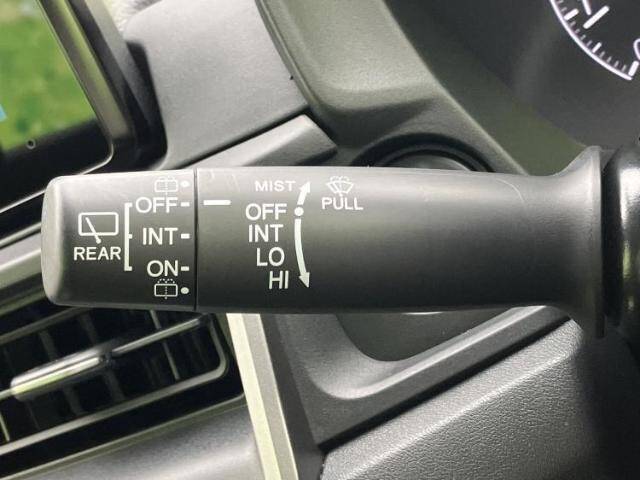 REAR
OFF
INT
ON
MIST
OFF
INT
LO
HI
PULL